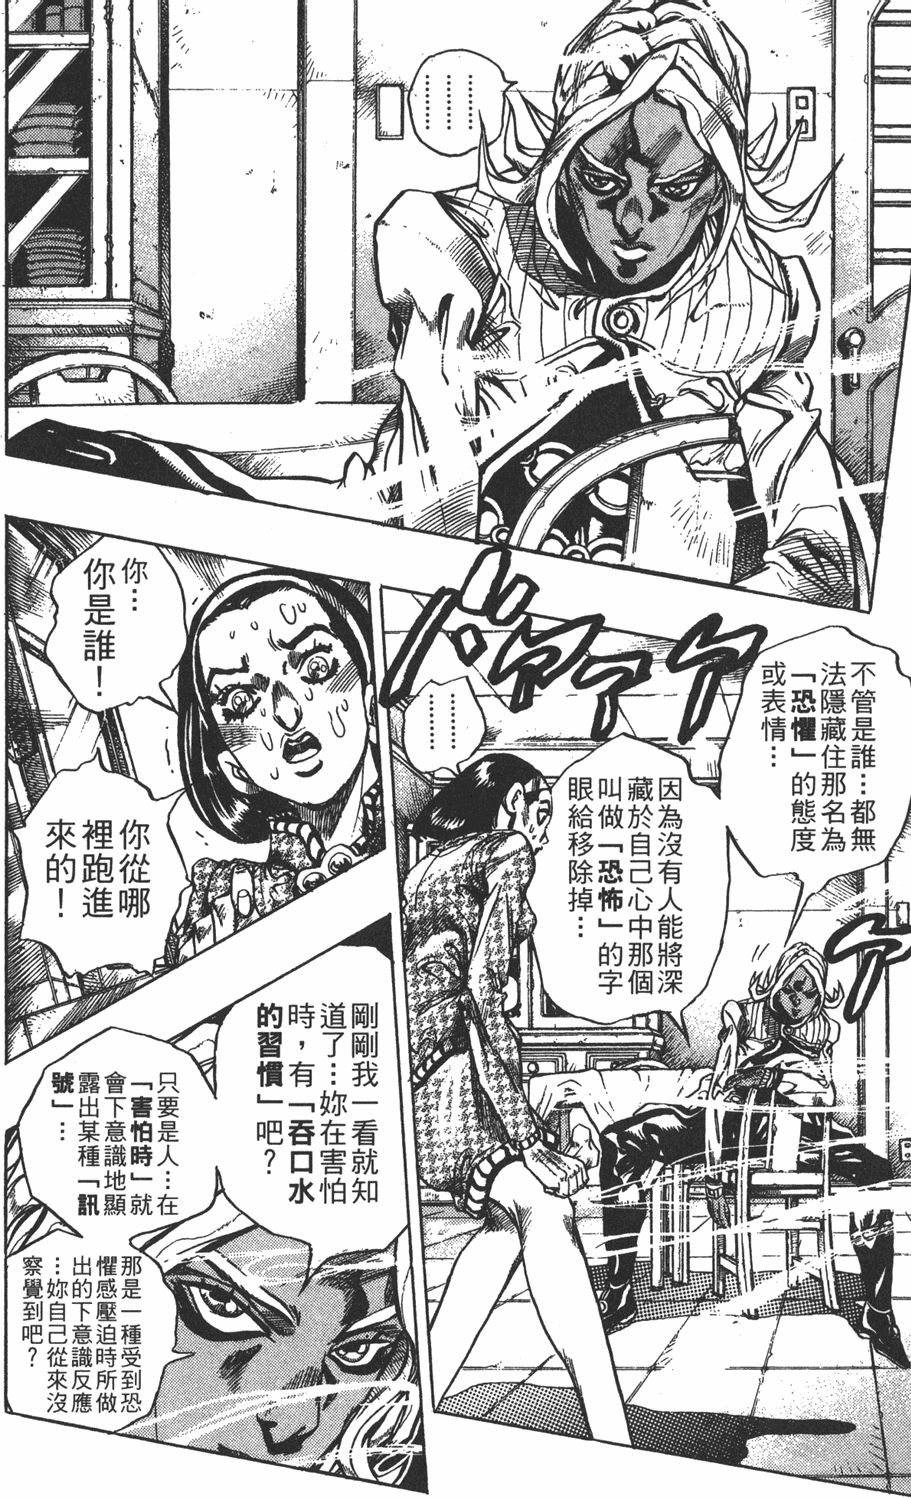 ⋯⋯
⋯⋯
⋯⋯
不管是誰⋯都無
法隱藏住那名為
「恐懼」的態度
或表情⋯
因為沒有人能將深
藏於自己心中那個
叫做「恐怖」的字
眼給移除掉⋯
⋯⋯
⋯⋯
你⋯
你是誰！
你從哪
裡跑進
來的！
剛剛我一看就知
道了⋯妳在害怕
時，有「吞口水
的習慣」吧？
只要是人⋯在
「害怕時」就
會下意識地顯
露出某種「訊
號」⋯
那是一種受到恐
懼感壓迫時所做
出的下意識反應
⋯妳自己從來沒
察覺到吧？